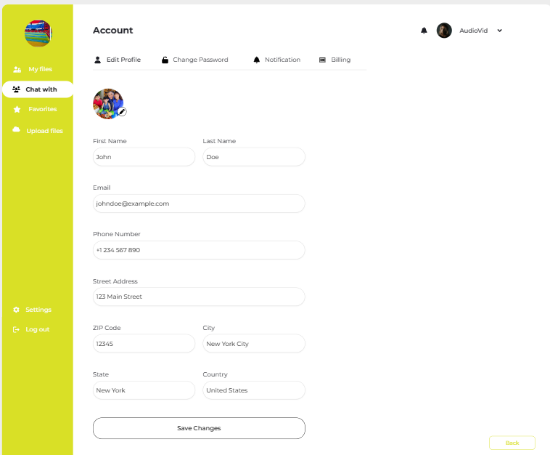 Account
AudioVid
My files
Chat with
Favorites
Upload files
Settings
Log out
Edit Profile
Change Password
Notification
Billing
First Name
Last Name
John
Doe
Email
johndoe@example.com
Phone Number
+1 234 567 890
Street Address
123 Main Street
ZIP Code
City
12345
New York City
State
Country
New York
United States
Save Changes
Back